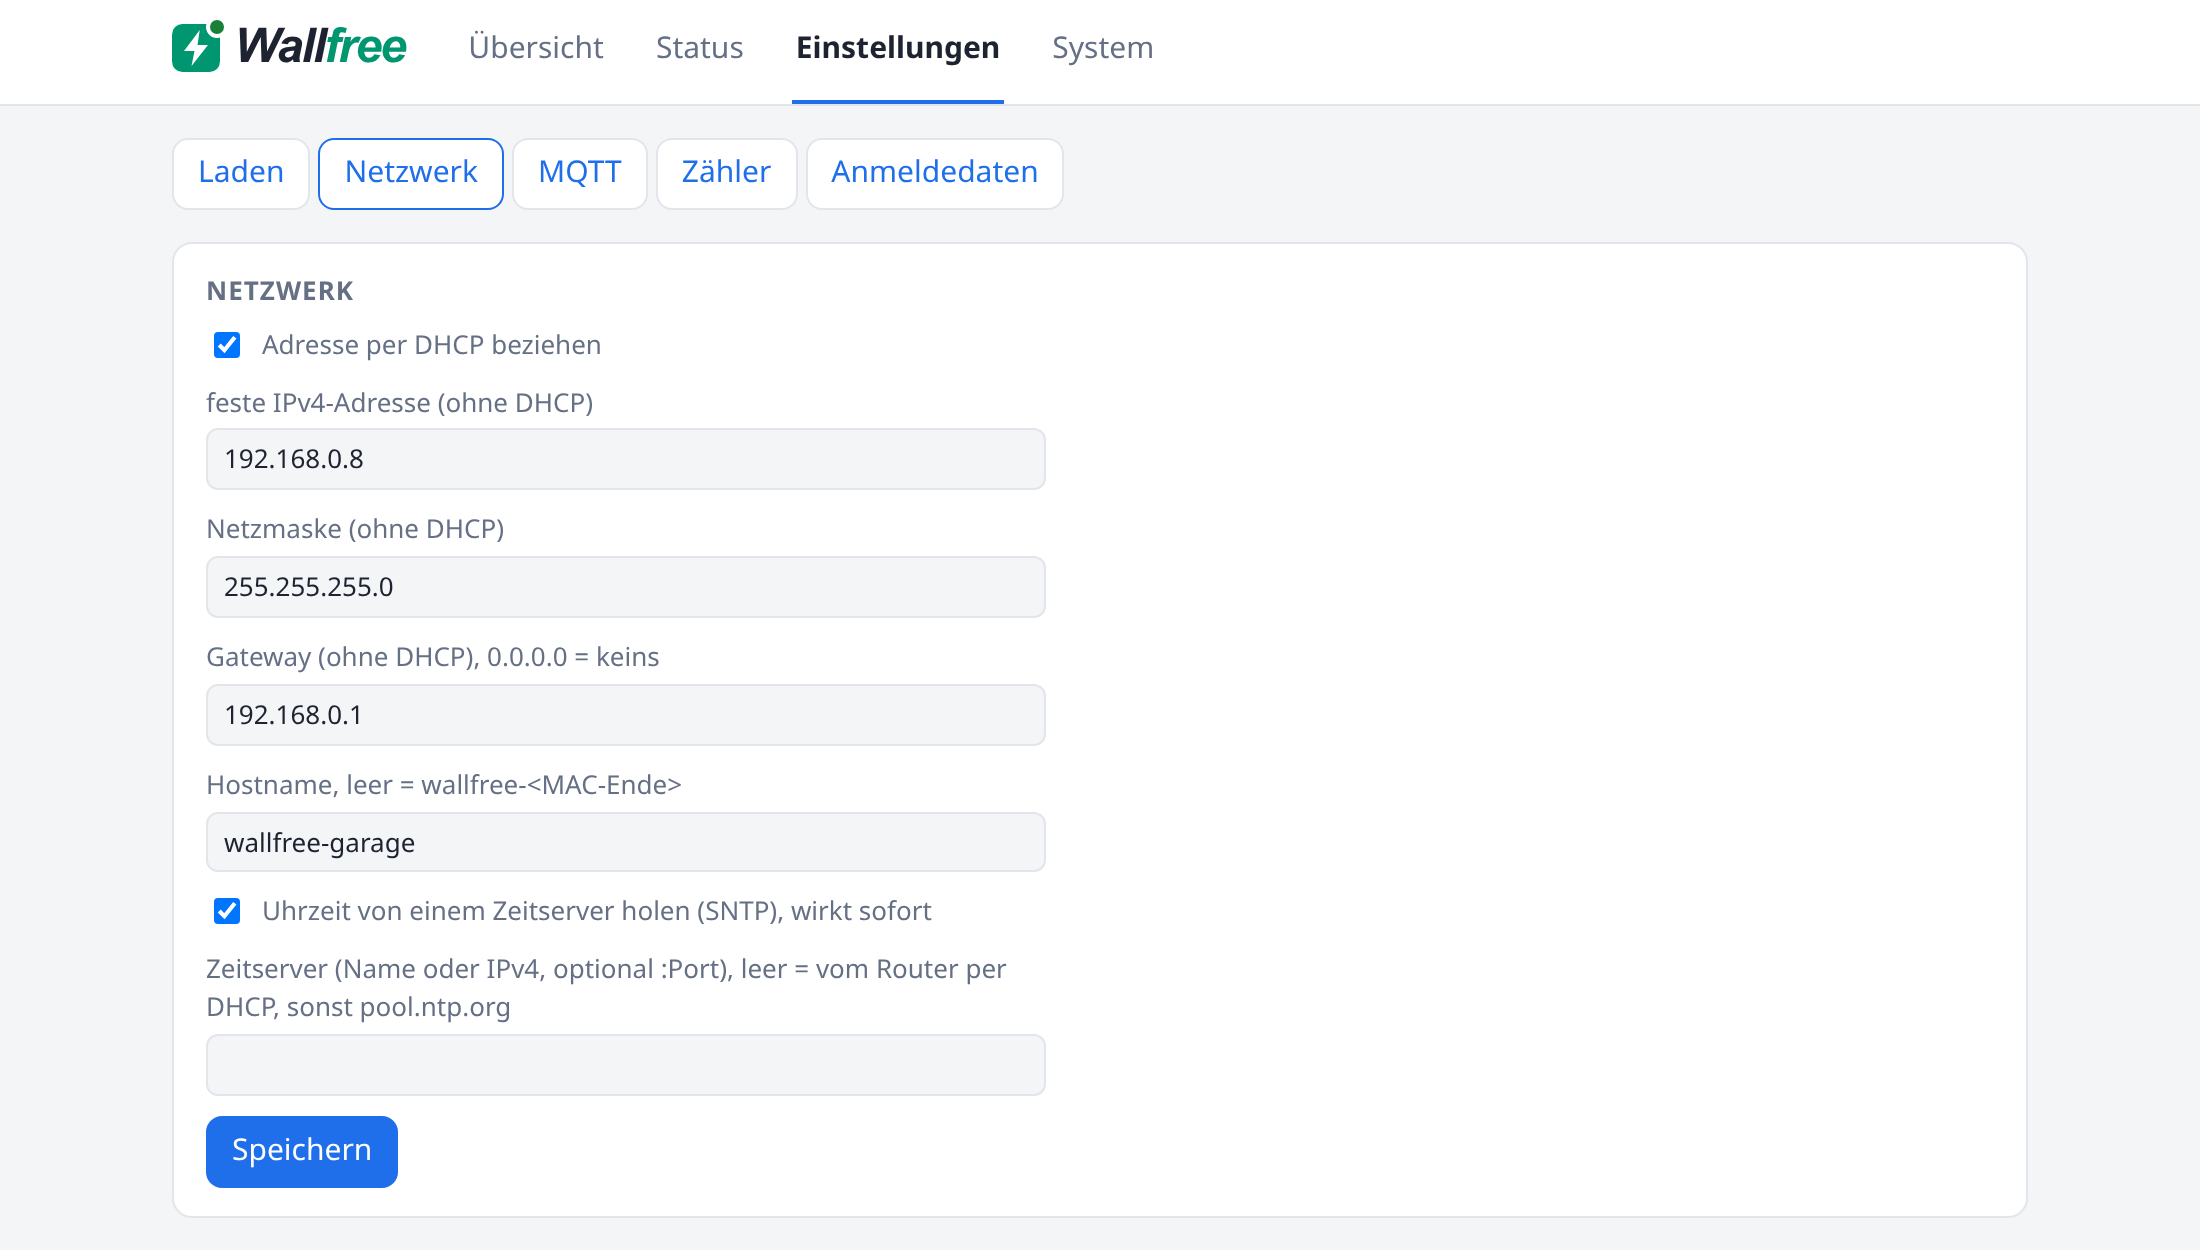 Wallfree
Übersicht
Status
Einstellungen
System
Laden
Netzwerk
MQTT
Zähler
Anmeldedaten
NETZWERK
Adresse per DHCP beziehen
feste IPv4-Adresse (ohne DHCP)
192.168.0.8
Netzmaske (ohne DHCP)
255.255.255.0
Gateway (ohne DHCP), 0.0.0.0 = keins
192.168.0.1
Hostname, leer = wallfree-<MAC-Ende>
wallfree-garage
Uhrzeit von einem Zeitserver holen (SNTP), wirkt sofort
Zeitserver (Name oder IPv4, optional :Port), leer = vom Router per
DHCP, sonst pool.ntp.org
Speichern